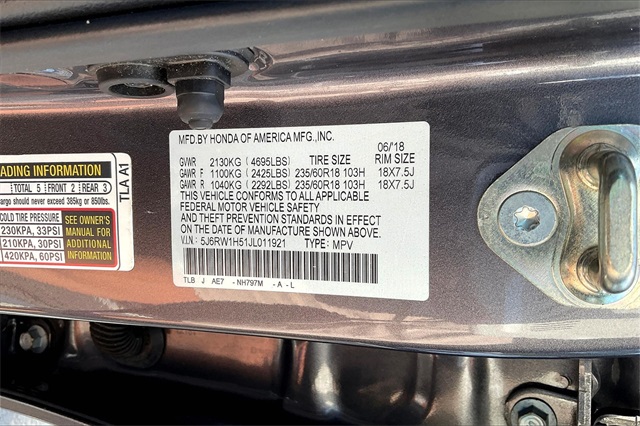 MFD.BY HONDA OF AMERICA MFG.,INC.
06/18
GVWR 2130KG (4695LBS) TIRE SIZE RIM SIZE
GAWR F 1100KG (2425LBS) 235/60R18 103H 18X7.5J
GAWR R 1040KG (2292LBS) 235/60R18 103H 18X7.5J
THIS VEHICLE CONFORMS TO ALL APPLICABLE
FEDERAL MOTOR VEHICLE SAFETY
AND THEFT PREVENTION STANDARDS IN EFFECT
ON THE DATE OF MANUFACTURE SHOWN ABOVE.
V.I.N: 5J6RW1H51JL011921 TYPE: MPV
TLB J AE7 - NH797M - A - L
ADING INFORMATION
TOTAL 5 FRONT 2 REAR 3
argo should never exceed 385kg or 850lbs.
COLD TIRE PRESSURE
230KPA, 33PSI
210KPA, 30PSI
420KPA, 60PSI
SEE OWNER'S
MANUAL FOR
ADDITIONAL
INFORMATION
TLA A1